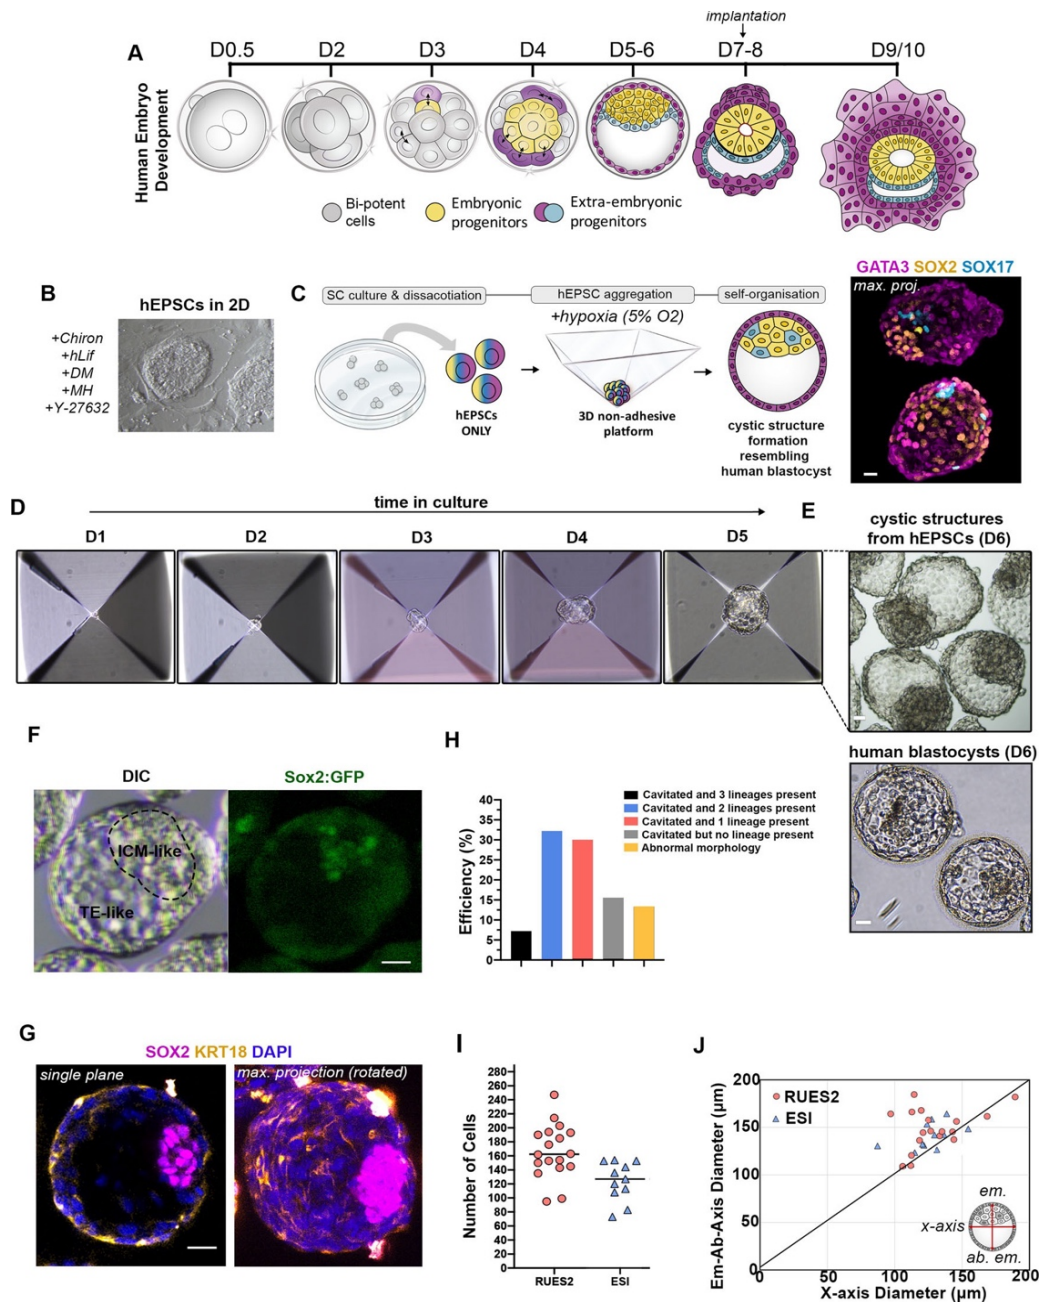 implantation
A
D0.5 D2 D3 D4 D5-6 D7-8 D9/10
Human Embryo
Development
Bi-potent
cells
Embryonic
progenitors
Extra-embryonic
progenitors
B
hEPSCs in 2D
+Chiron
+hLif
+DM
+MH
+Y-27632
C
SC culture & dissacotiation
hEPSC aggregation
self-organisation
+hypoxia (5% O2)
hEPSCs
ONLY
3D non-adhesive
platform
cystic structure
formation
resembling
human blastocyst
GATA3 SOX2 SOX17
max. proj.
D
time in culture
D1 D2 D3 D4 D5
E
cystic structures
from hEPSCs (D6)
human blastocysts (D6)
F
DIC
Sox2:GFP
ICM-like
TE-like
H
Efficiency (%)
40
35
30
25
20
15
10
5
0
Cavitated and 3 lineages present
Cavitated and 2 lineages present
Cavitated and 1 lineage present
Cavitated but no lineage present
Abnormal morphology
G
SOX2 KRT18 DAPI
single plane
max. projection (rotated)
I
Number of Cells
280
260
240
220
200
180
160
140
120
100
80
60
40
20
0
RUES2 ESI
J
Em-Ab-Axis Diameter (µm)
200
150
100
50
0
RUES2
ESI
em.
x-axis
ab. em.
0 50 100 150 200
X-axis Diameter (µm)